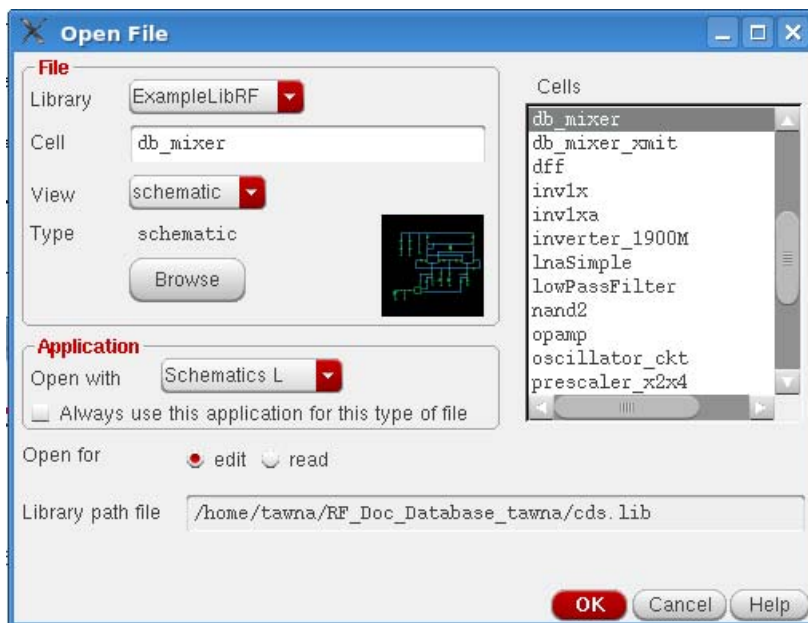 Open File
File
Library ExampleLibRF
Cell db_mixer
View schematic
Type schematic
Browse
Cells
db_mixer
db_mixer_xmit
dff
inv1x
inv1xa
inverter_1900M
lnaSimple
lowPassFilter
nand2
opamp
oscillator_ckt
prescaler_x2x4
Application
Open with Schematics L
Always use this application for this type of file
Open for edit read
Library path file /home/tawna/RF_Doc_Database_tawna/cds.lib
OK Cancel Help